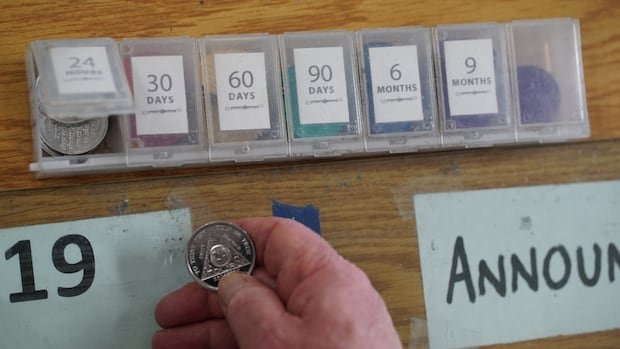 24
HOURS
30
DAYS
60
DAYS
90
DAYS
6
MONTHS
9
MONTHS
19
ANNOUN